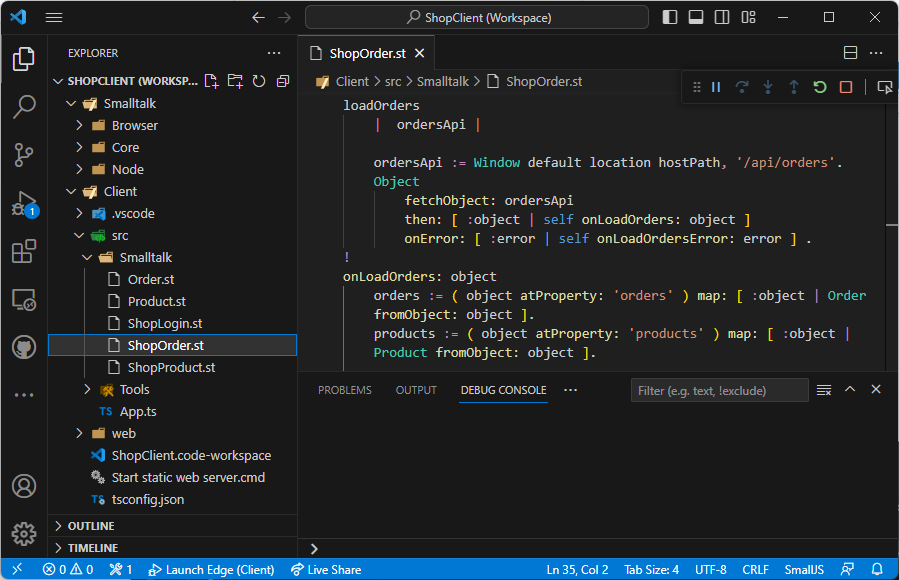 ShopClient (Workspace)
EXPLORER
SHOPCLIENT (WORKSP...
Smalltalk
Browser
Core
Node
Client
.vscode
src
Smalltalk
Order.st
Product.st
ShopLogin.st
ShopOrder.st
ShopProduct.st
Tools
TS App.ts
web
ShopClient.code-workspace
Start static web server.cmd
TS tsconfig.json
OUTLINE
TIMELINE
1
ShopOrder.st
Client > src > Smalltalk > ShopOrder.st
loadOrders
| ordersApi |
ordersApi := Window default location hostPath, '/api/orders'.
Object
fetchObject: ordersApi
then: [ :object | self onLoadOrders: object ]
onError: [ :error | self onLoadOrdersError: error ] .
!
onLoadOrders: object
orders := ( object atProperty: 'orders' ) map: [ :object | Order
fromObject: object ].
products := ( object atProperty: 'products' ) map: [ :object |
Product fromObject: object ].
PROBLEMS OUTPUT DEBUG CONSOLE ··· Filter (e.g. text, !exclude)
>
0 0 1 Launch Edge (Client) Live Share Ln 35, Col 2 Tab Size: 4 UTF-8 CRLF SmallJS